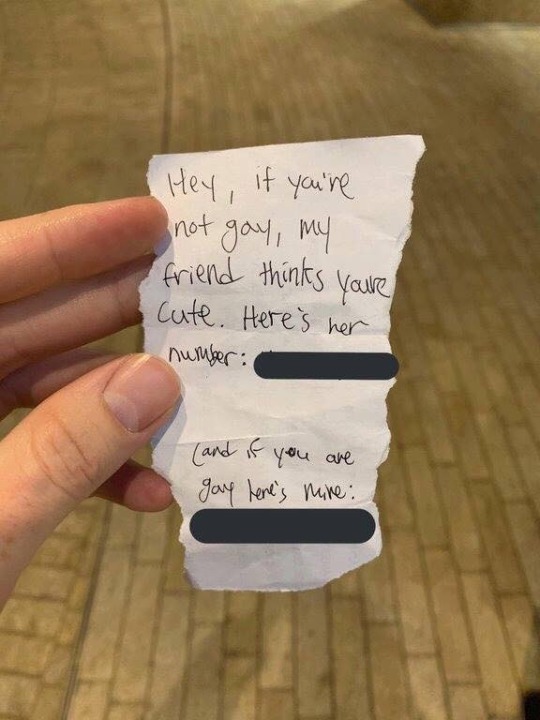 Hey, if you're
not gay, my
friend thinks youre
cute. Here's her
number:
(and if you are
gay here's mine: